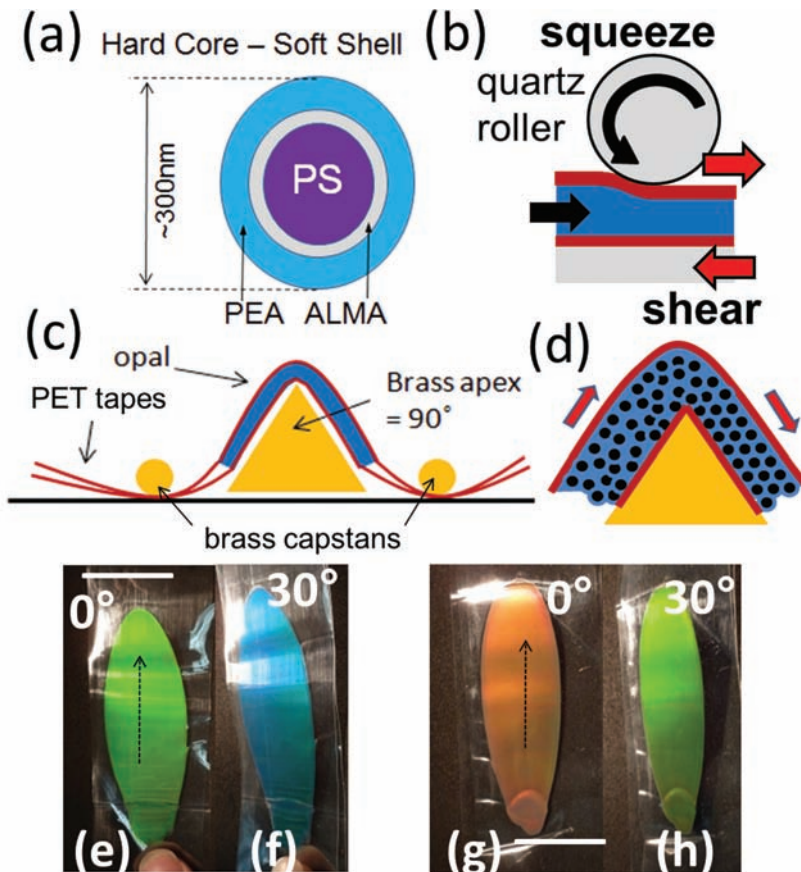 (a)
Hard Core – Soft Shell
~300nm
PS
PEA
ALMA
(b)
squeeze
quartz
roller
shear
(c)
opal
PET tapes
Brass apex
= 90°
brass capstans
(d)
0°
30°
(e)
(f)
0°
30°
(g)
(h)